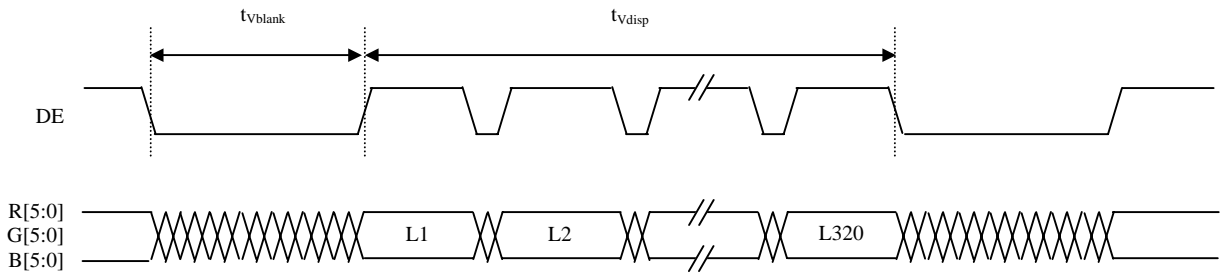 tVblank tVdisp
DE
R[5:0]
G[5:0] L1 L2 L320
B[5:0]